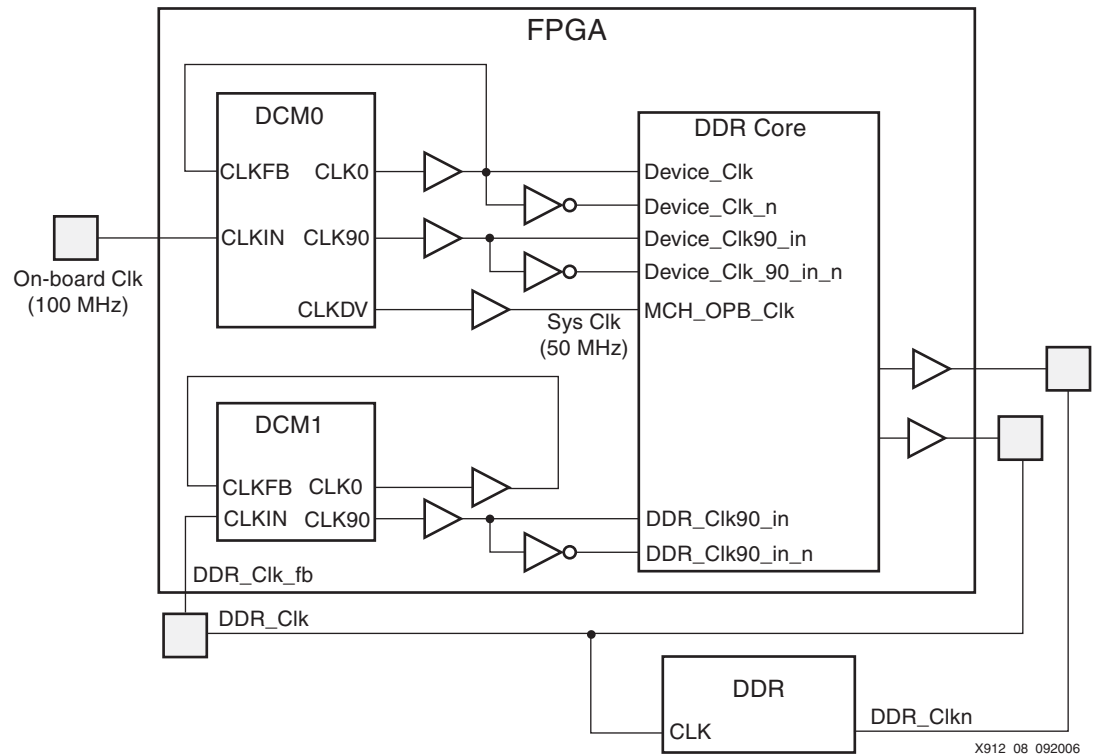 FPGA
DCM0
DDR Core
CLKFB CLK0
Device_Clk
Device_Clk_n
CLKIN CLK90
Device_Clk90_in
Device_Clk_90_in_n
On-board Clk
(100 MHz)
CLKDV
MCH_OPB_Clk
Sys Clk
(50 MHz)
DCM1
CLKFB CLK0
CLKIN CLK90
DDR_Clk90_in
DDR_Clk90_in_n
DDR_Clk_fb
DDR_Clk
DDR
CLK
DDR_Clkn
X912_08_092006